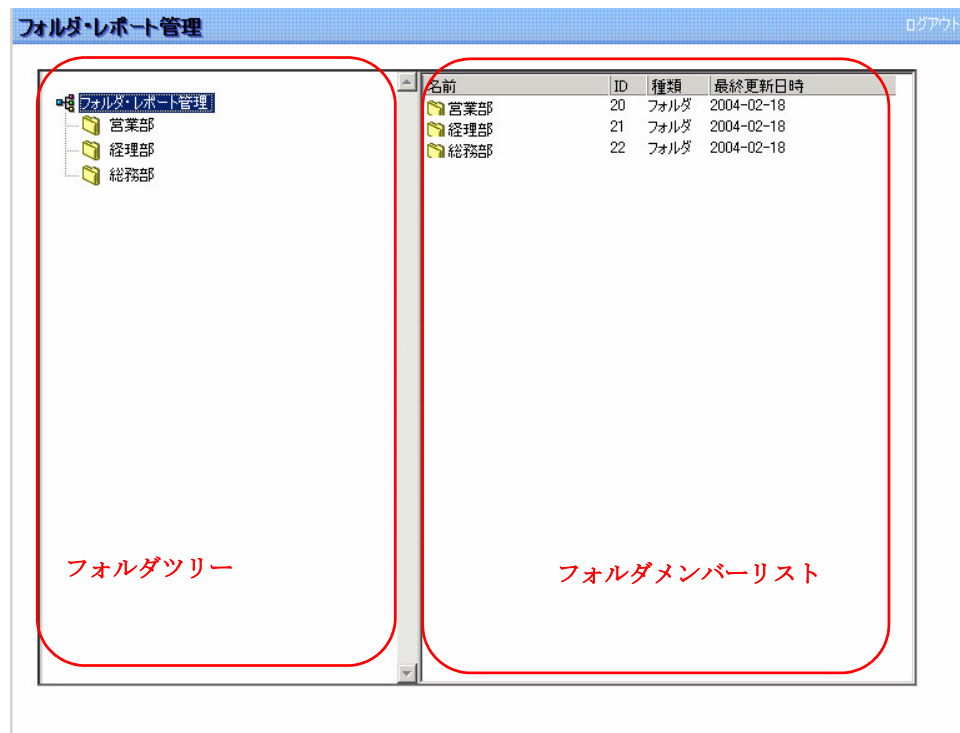 フォルダ・レポート管理
ログアウト
フォルダ・レポート管理
営業部
経理部
総務部
名前 ID 種類 最終更新日時
営業部 20 フォルダ 2004-02-18
経理部 21 フォルダ 2004-02-18
総務部 22 フォルダ 2004-02-18
フォルダツリー
フォルダメンバーリスト